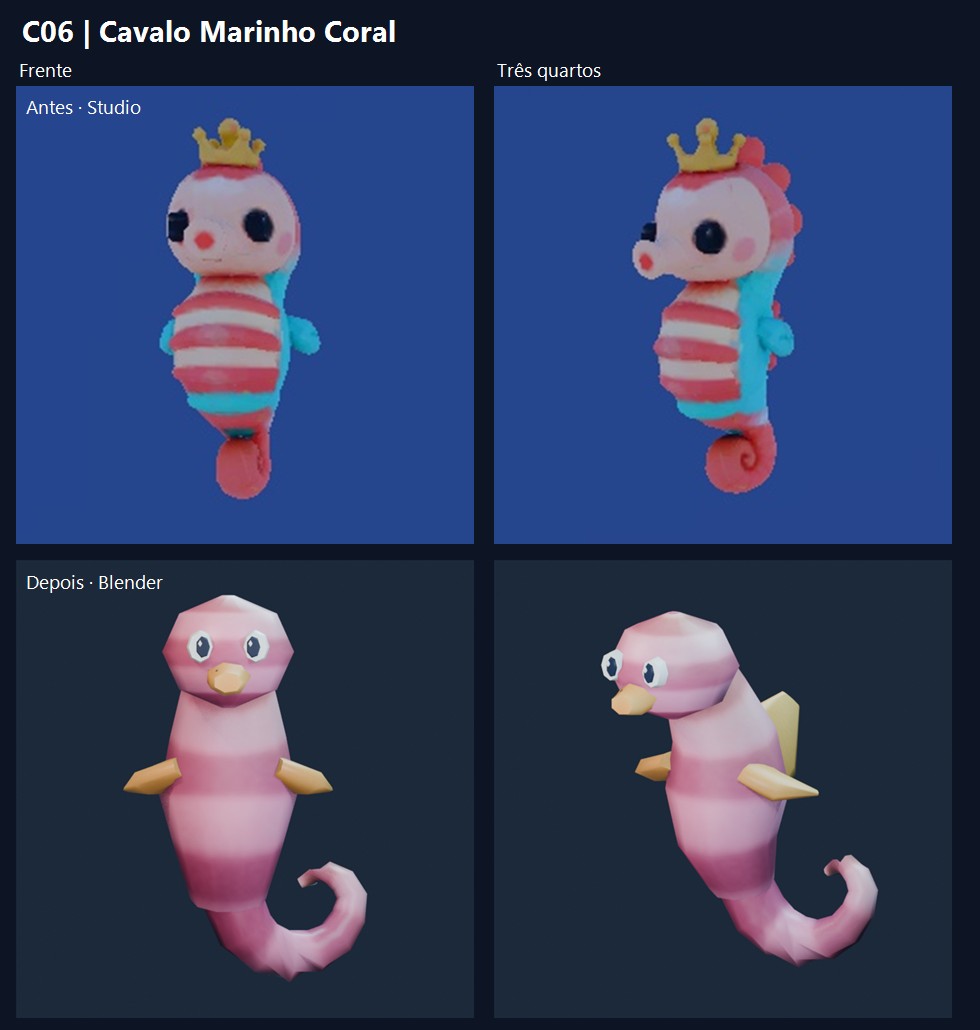 C06 | Cavalo Marinho Coral
Frente
Três quartos
Antes · Studio
Depois · Blender